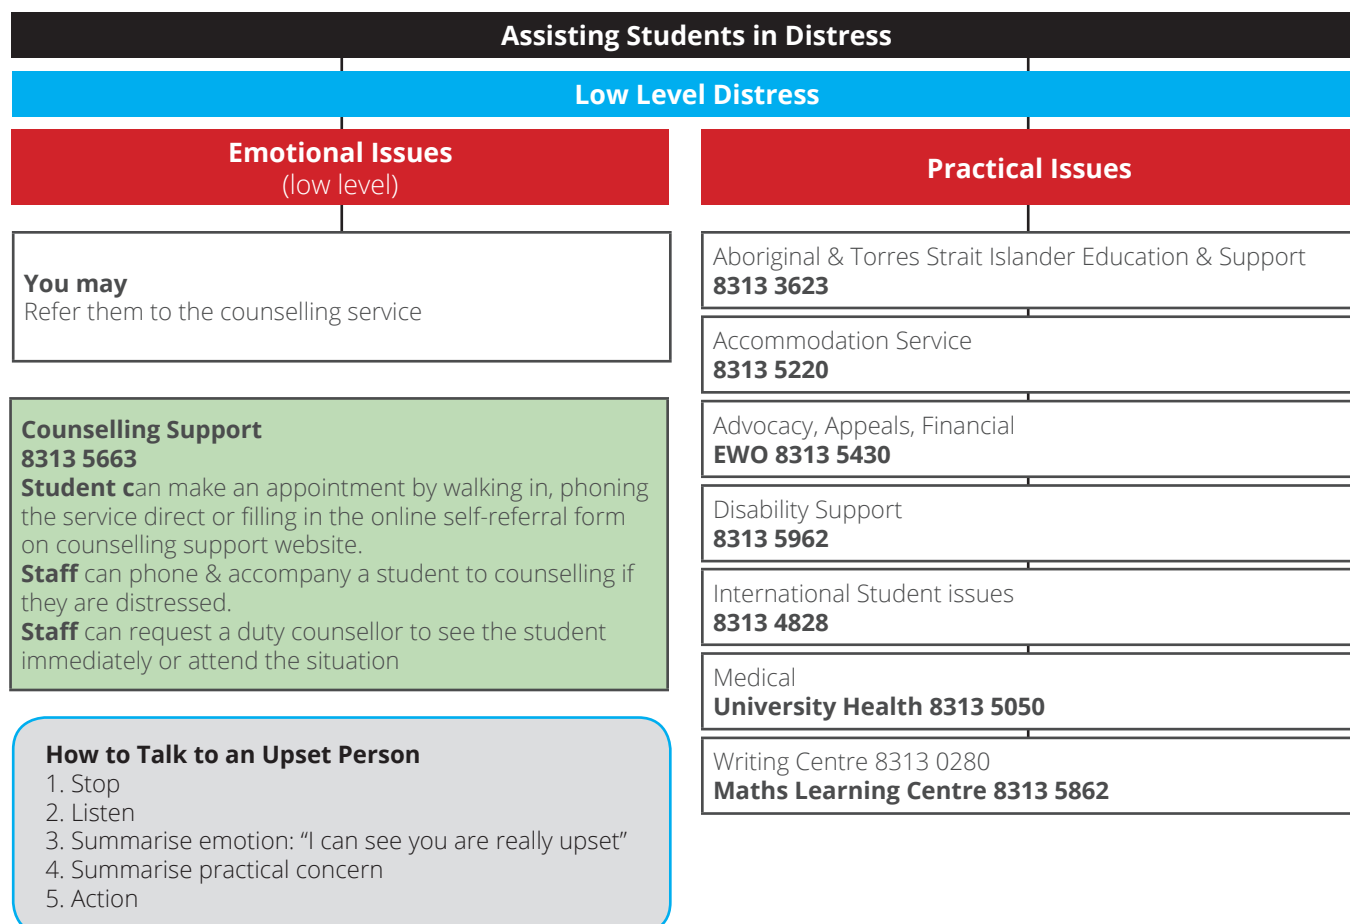 Assisting Students in Distress
Low Level Distress
Emotional Issues
(low level)
You may
Refer them to the counselling service
Counselling Support
8313 5663
Student can make an appointment by walking in, phoning
the service direct or filling in the online self-referral form
on counselling support website.
Staff can phone & accompany a student to counselling if
they are distressed.
Staff can request a duty counsellor to see the student
immediately or attend the situation
How to Talk to an Upset Person
1. Stop
2. Listen
3. Summarise emotion: “I can see you are really upset”
4. Summarise practical concern
5. Action
Practical Issues
Aboriginal & Torres Strait Islander Education & Support
8313 3623
Accommodation Service
8313 5220
Advocacy, Appeals, Financial
EWO 8313 5430
Disability Support
8313 5962
International Student issues
8313 4828
Medical
University Health 8313 5050
Writing Centre 8313 0280
Maths Learning Centre 8313 5862